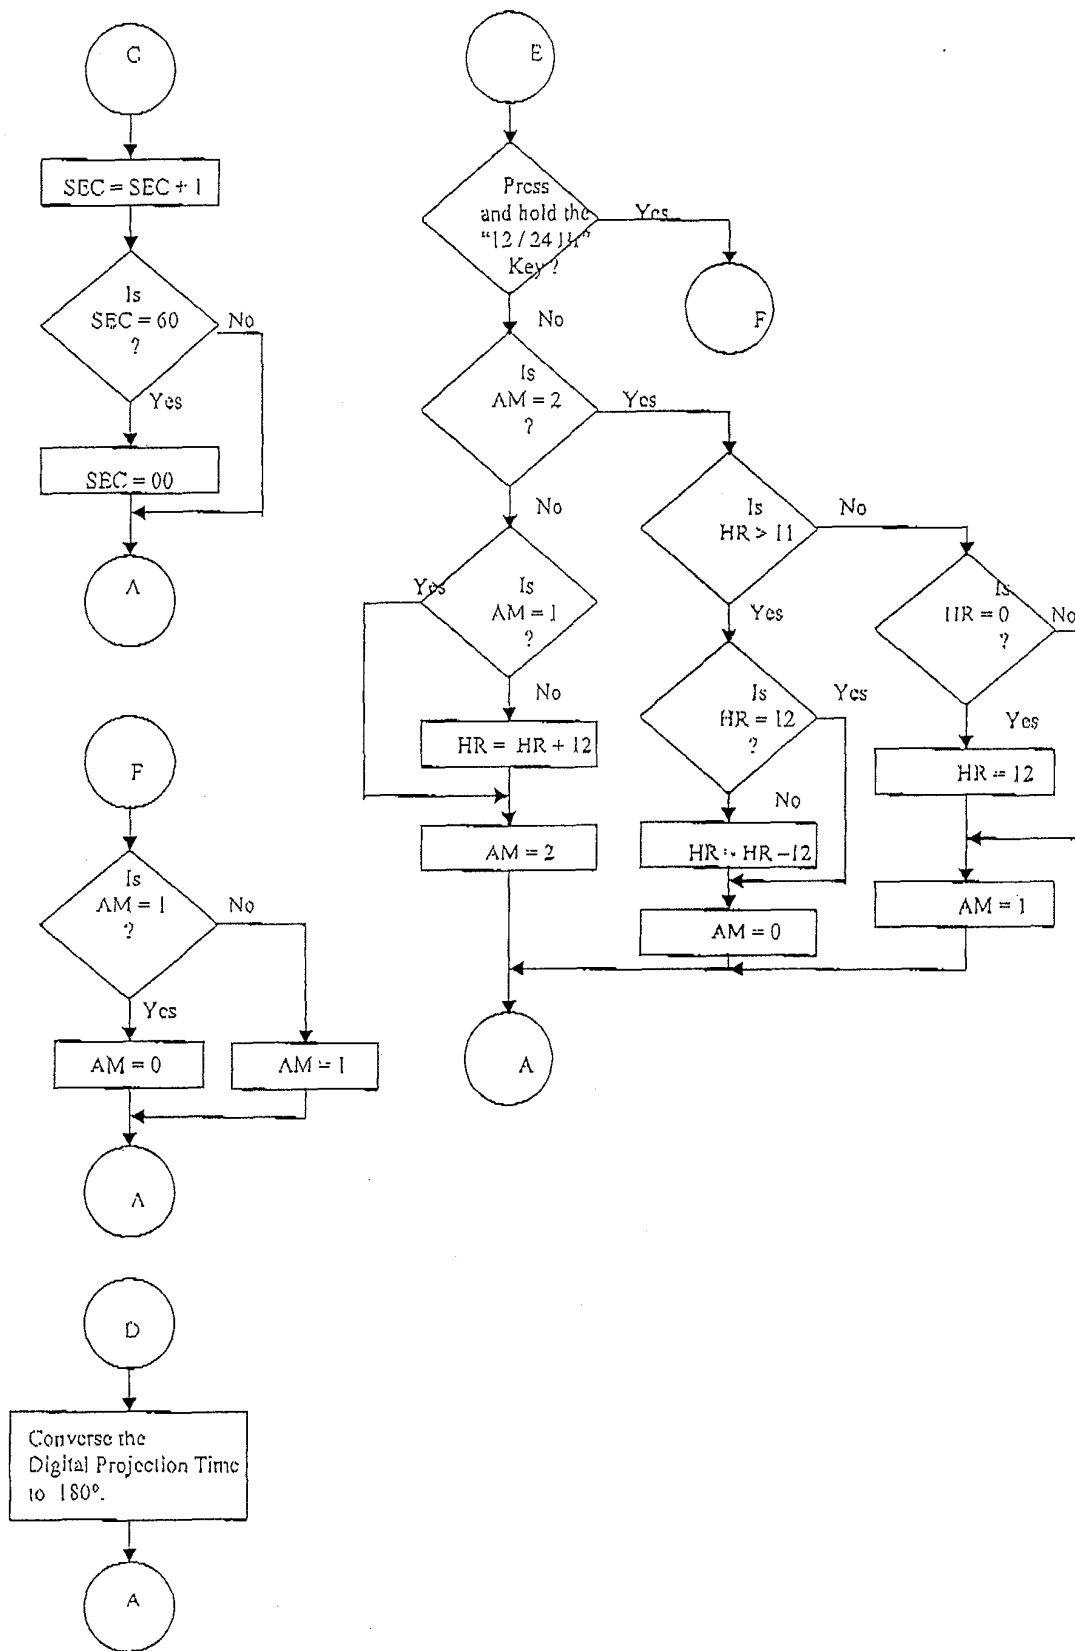 C
SEC = SEC + 1
Is
SEC = 60
?
No
Yes
SEC = 00
A
F
Is
AM = 1
?
No
Yes
AM = 0
AM = 1
A
D
Converse the
Digital Projection Time
to 180°.
A
E
Press
and hold the
"12 / 24 Hr"
Key ?
Yes
F
No
Is
AM = 2
?
Yes
No
Is
AM = 1
?
Yes
No
HR = HR + 12
AM = 2
Is
HR > 11
?
No
Yes
Is
HR = 12
?
Yes
No
HR = HR -12
AM = 0
Is
HR = 0
?
No
Yes
HR = 12
AM = 1
A